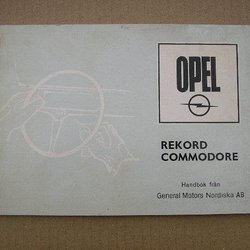 OPEL
REKORD
COMMODORE
Handbok från
General Motors Nordiska AB